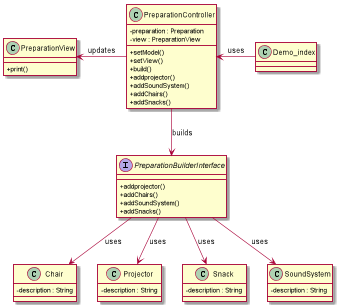 C PreparationController
-preparation : Preparation
-view : PreparationView
+setModel()
+setView()
+build()
+addprojector()
+addSoundSystem()
+addChairs()
+addSnacks()
C PreparationView
+print()
updates
uses
C Demo_index
builds
I PreparationBuilderInterface
+addprojector()
+addChairs()
+addSoundSystem()
+addSnacks()
uses
uses
uses
uses
C Chair
-description : String
C Projector
-description : String
C Snack
-description : String
C SoundSystem
-description : String